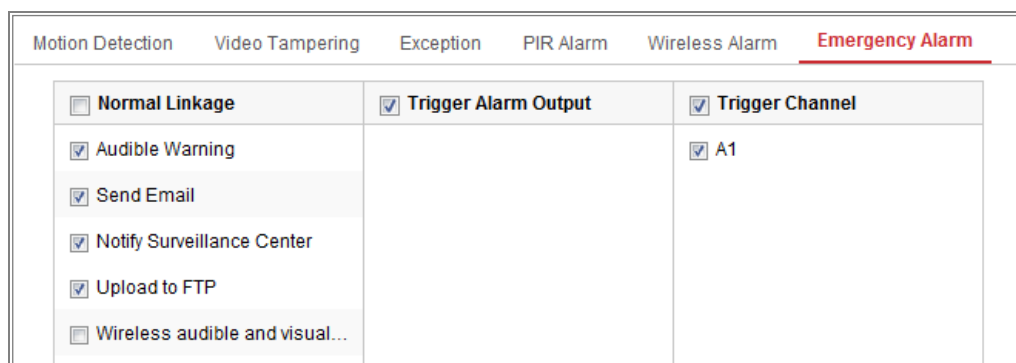 Motion Detection Video Tampering Exception PIR Alarm Wireless Alarm Emergency Alarm
Normal Linkage Trigger Alarm Output Trigger Channel
Audible Warning A1
Send Email
Notify Surveillance Center
Upload to FTP
Wireless audible and visual...